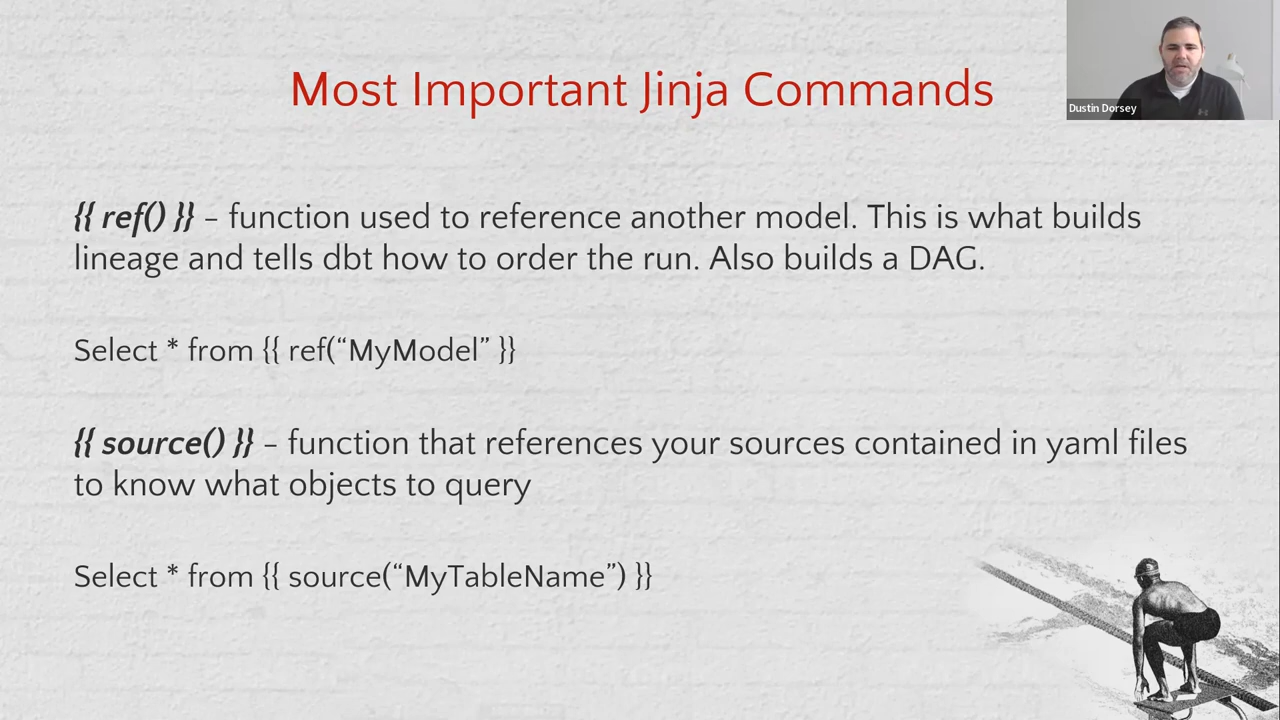 Most Important Jinja Commands
Dustin Dorsey
{{ ref() }} – function used to reference another model. This is what builds
lineage and tells dbt how to order the run. Also builds a DAG.
Select * from {{ ref(“MyModel” }}
{{ source() }} – function that references your sources contained in yaml files
to know what objects to query
Select * from {{ source(“MyTableName”) }}